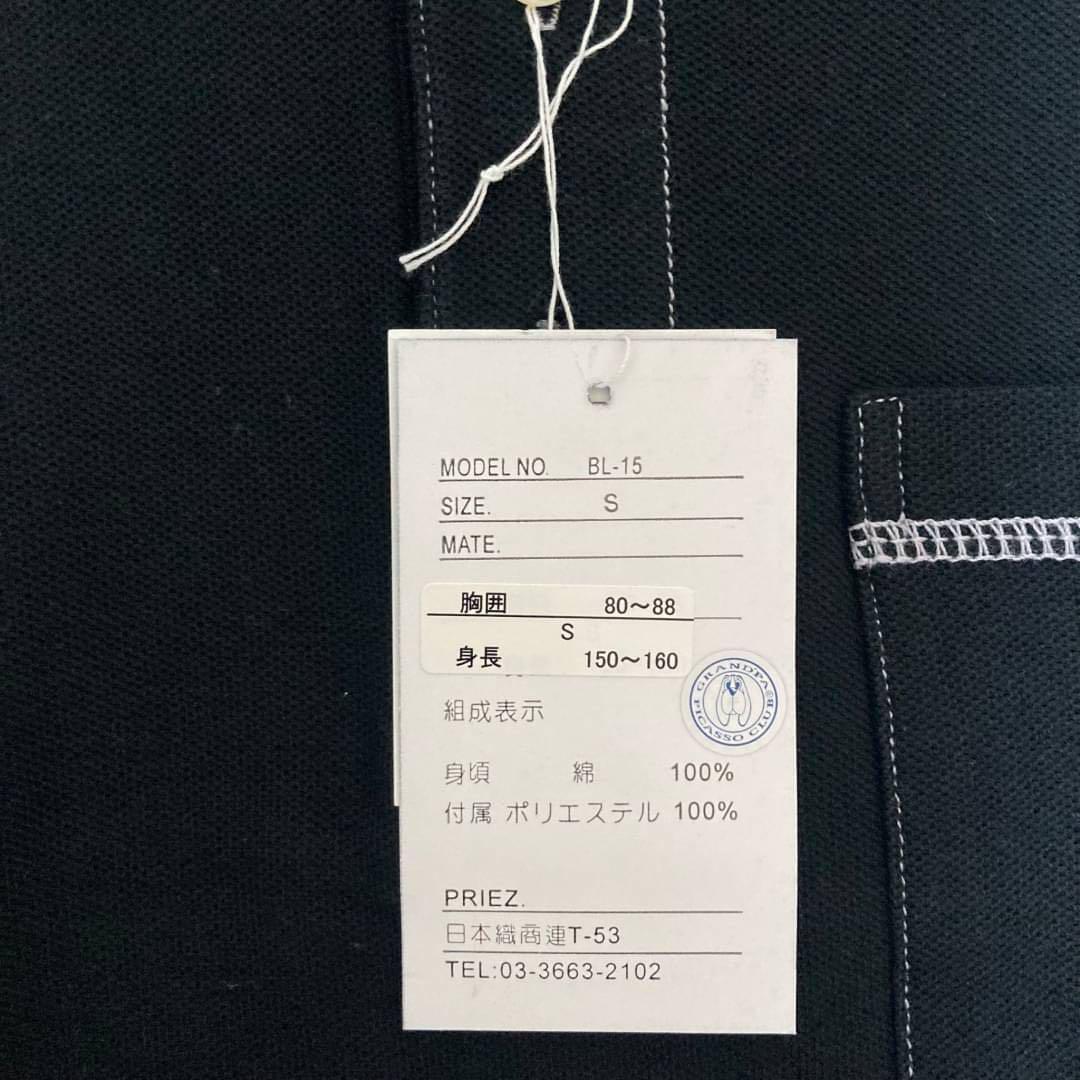 MODEL NO. BL-15
SIZE. S
MATE.
胸囲 80〜88
S
身長 150〜160
GRANDPA®
PICASSO CLUB
組成表示
身頃 綿 100%
付属 ポリエステル 100%
PRIEZ.
日本織商連T-53
TEL:03-3663-2102